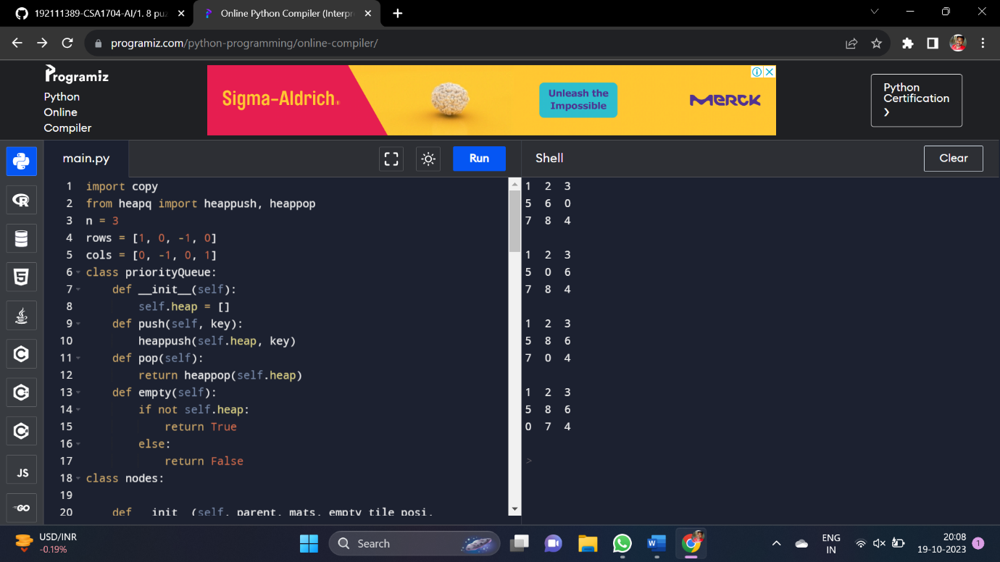 192111389-CSA1704-AI/1. 8 puz
Online Python Compiler (Interpre
programiz.com/python-programming/online-compiler/
Programiz
Python
Online
Compiler
Sigma-Aldrich®
Unleash the
Impossible
MERCK
Python
Certification
main.py
Run
Shell
Clear
1 import copy
2 from heapq import heappush, heappop
3 n = 3
4 rows = [1, 0, -1, 0]
5 cols = [0, -1, 0, 1]
6 class priorityQueue:
7 def __init__(self):
8 self.heap = []
9 def push(self, key):
10 heappush(self.heap, key)
11 def pop(self):
12 return heappop(self.heap)
13 def empty(self):
14 if not self.heap:
15 return True
16 else:
17 return False
18 class nodes:
19
20 def __init__(self, parent, mats, empty_tile_posi,
1 2 3
5 6 0
7 8 4
1 2 3
5 0 6
7 8 4
1 2 3
5 8 6
7 0 4
1 2 3
5 8 6
0 7 4
>
JS
GO
USD/INR
-0.19%
Search
ENG
IN
20:08
19-10-2023
1